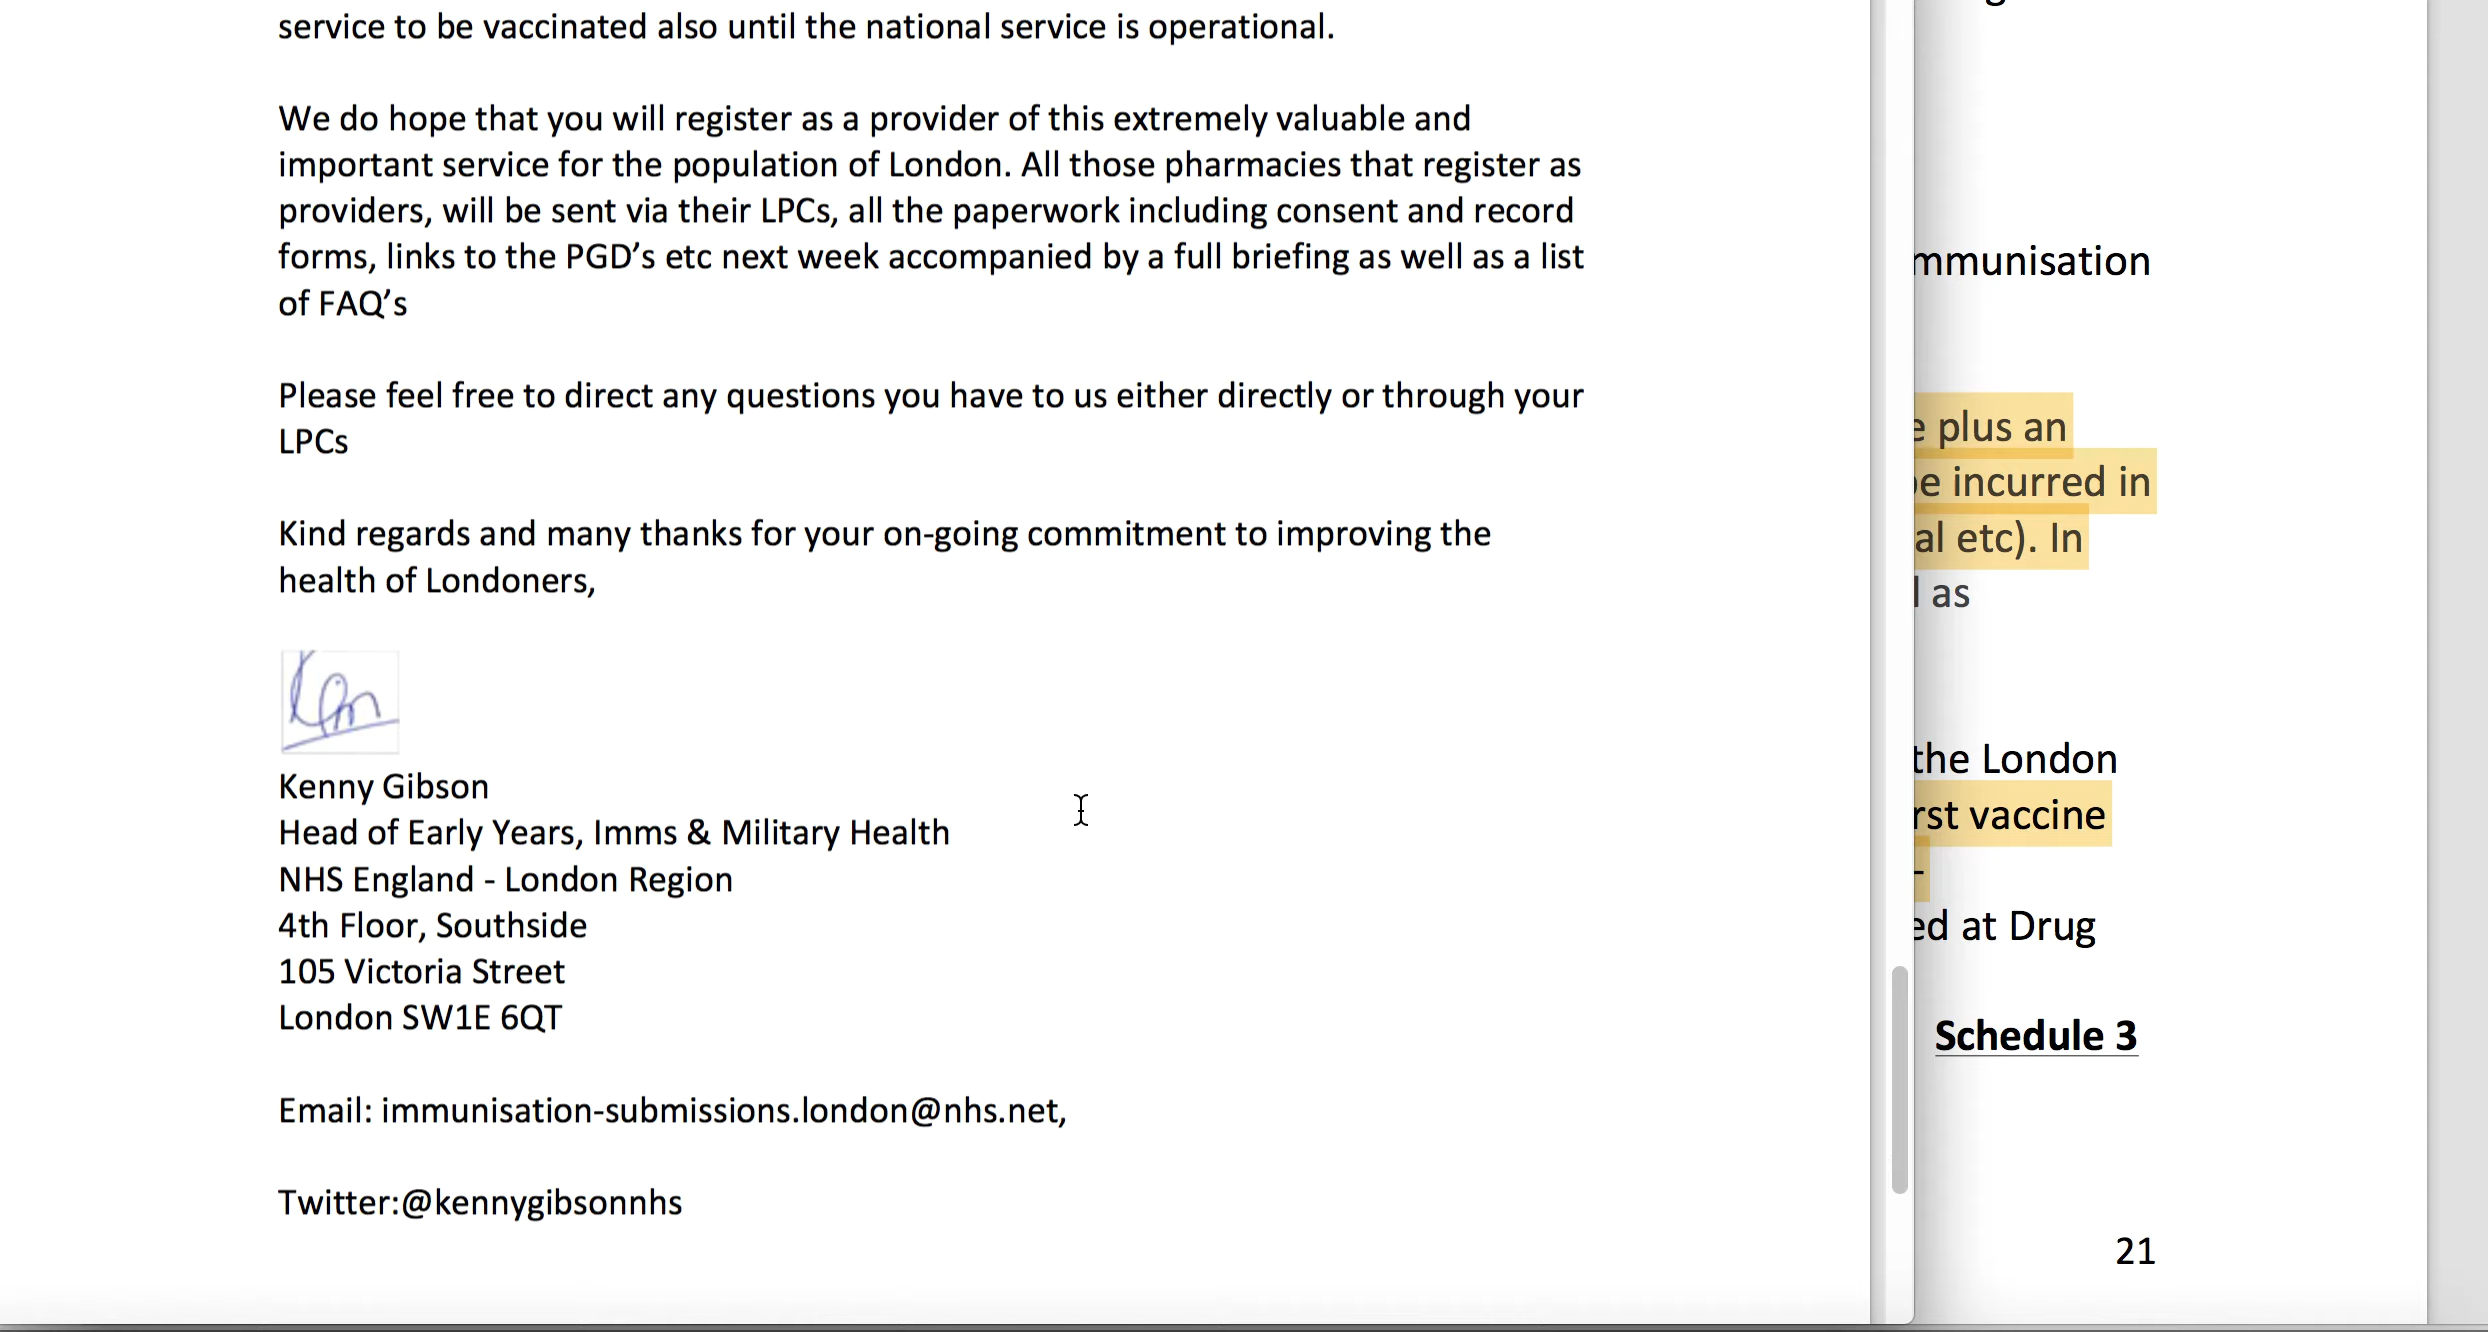 service to be vaccinated also until the national service is operational.
We do hope that you will register as a provider of this extremely valuable and
important service for the population of London. All those pharmacies that register as
providers, will be sent via their LPCs, all the paperwork including consent and record
forms, links to the PGD’s etc next week accompanied by a full briefing as well as a list
of FAQ’s
Please feel free to direct any questions you have to us either directly or through your
LPCs
Kind regards and many thanks for your on-going commitment to improving the
health of Londoners,
Kenny Gibson
Head of Early Years, Imms & Military Health
NHS England - London Region
4th Floor, Southside
105 Victoria Street
London SW1E 6QT
Email: immunisation-submissions.london@nhs.net,
Twitter:@kennygibsonnhs
mmunisation
e plus an
e incurred in
al etc). In
as
the London
rst vaccine
ed at Drug
Schedule 3
21